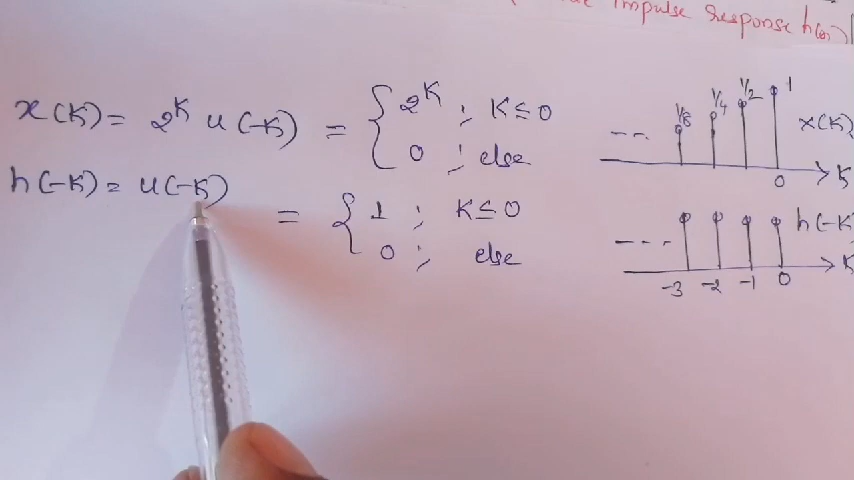 impulse response h(n)
x(k) = 2^k u(-k) = { 2^k ; k ≤ 0
0 ; else
h(-k) = u(-k)
= { 1 ; k ≤ 0
0 ; else
1/8 1/4 1/2 1
--- x(k)
0 k
--- h(-k
-3 -2 -1 0 k